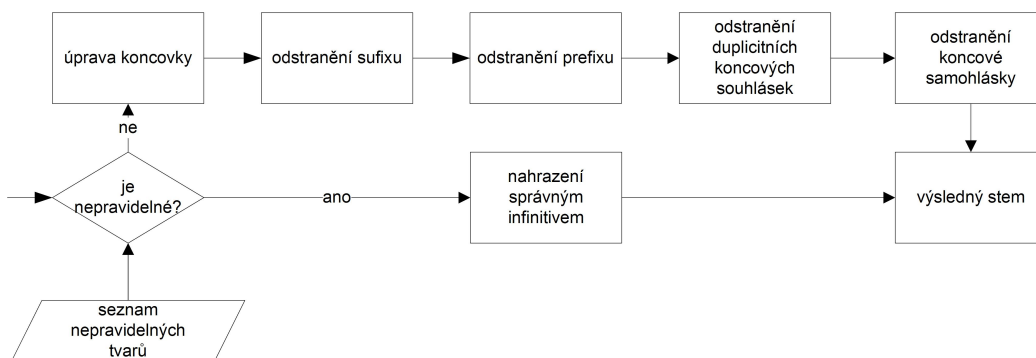 úprava koncovky
odstranění sufixu
odstranění prefixu
odstranění
duplicitních
koncových
souhlásek
odstranění
koncové
samohlásky
ne
je
nepravidelné?
ano
nahrazení
správným
infinitivem
výsledný stem
seznam
nepravidelných
tvarů